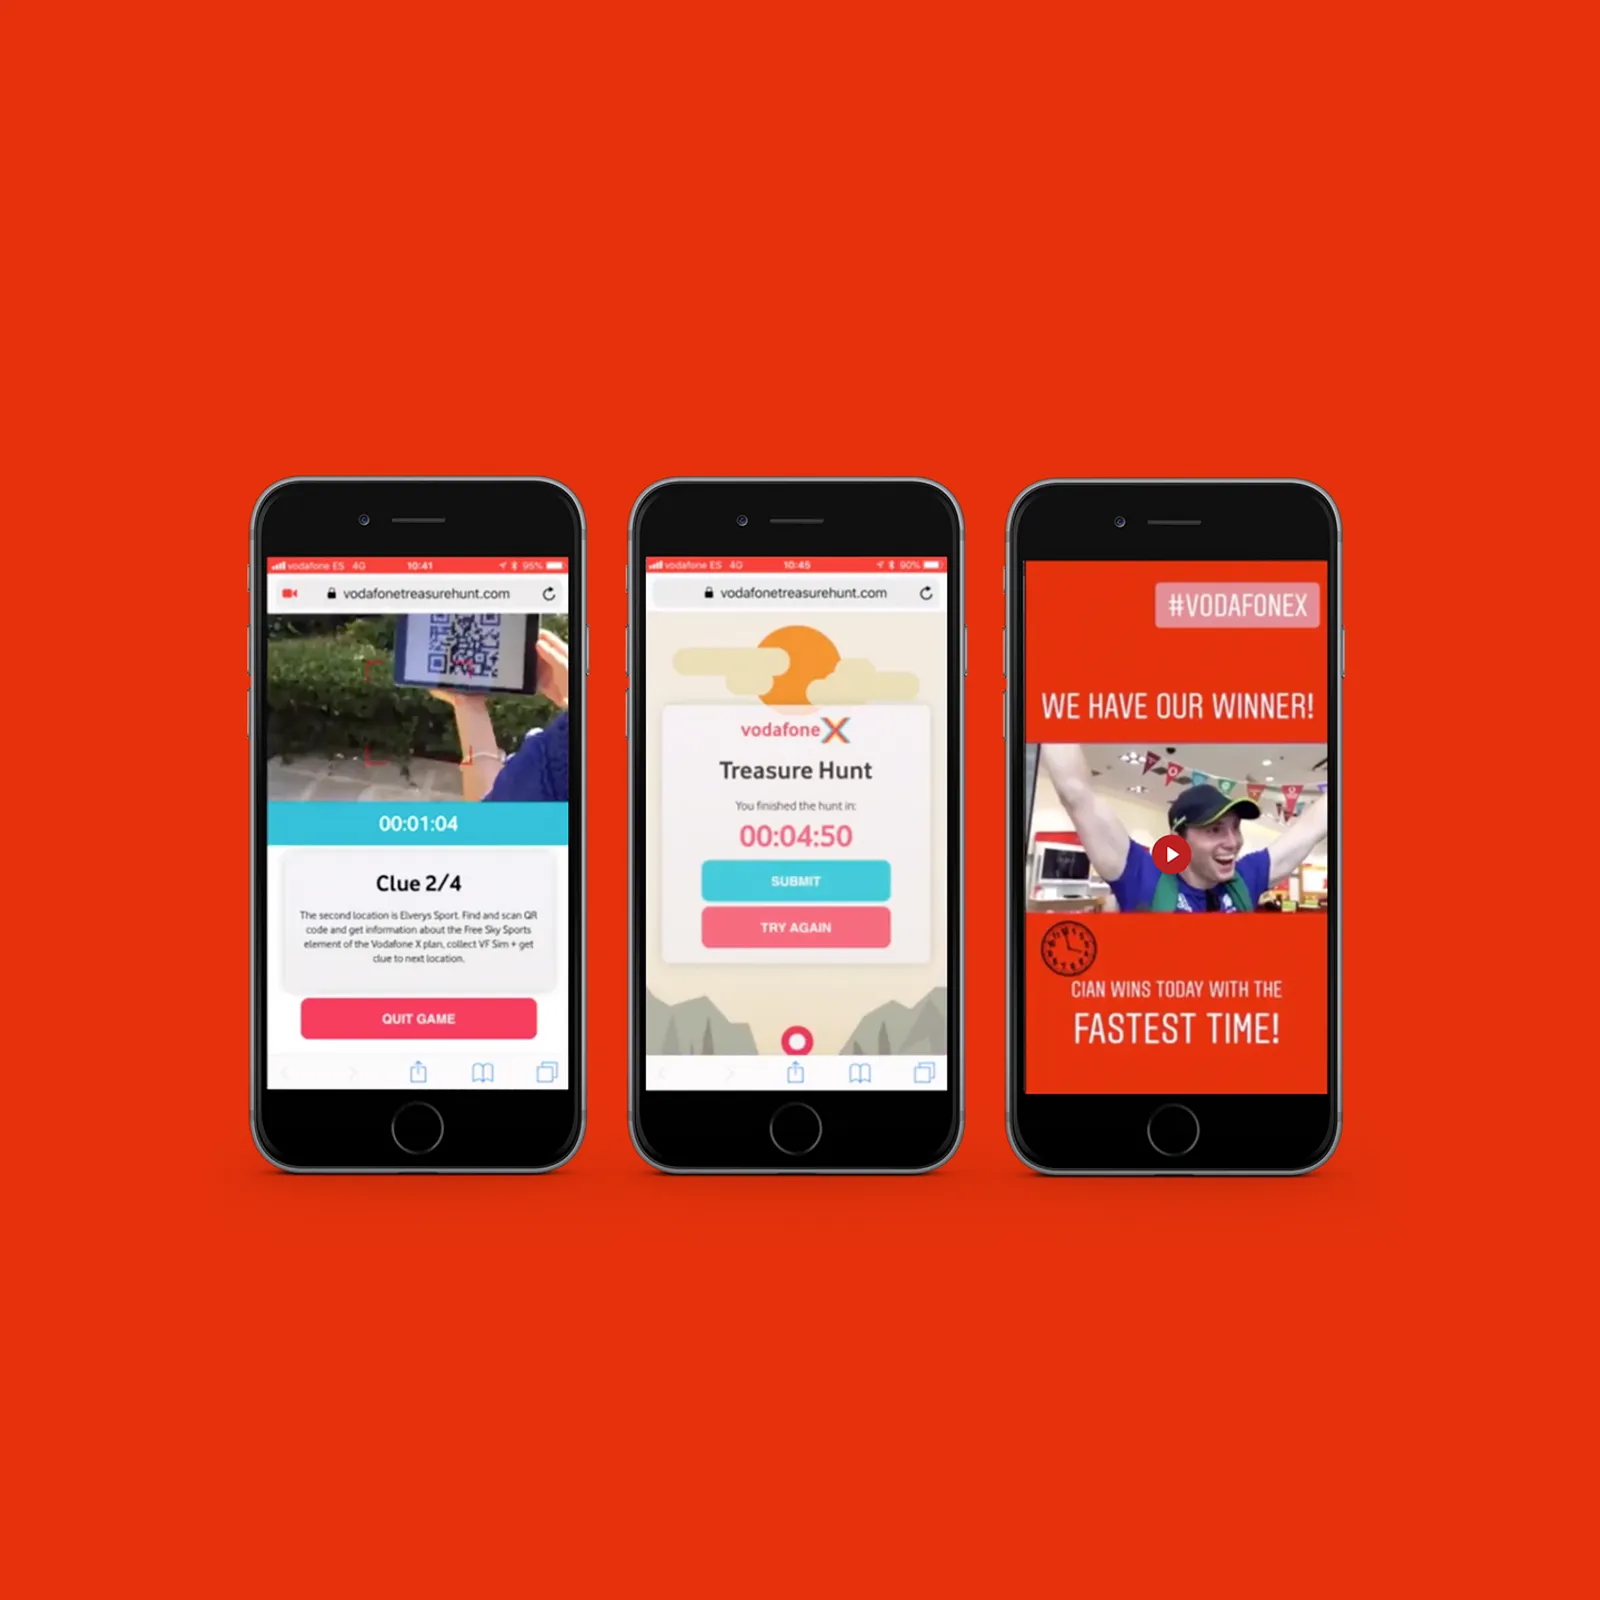 vodafone ES 4G 10:41 95%
vodafonetreasurehunt.com
00:01:04
Clue 2/4
The second location is Elverys Sport. Find and scan QR
code and get information about the Free Sky Sports
element of the Vodafone X plan, collect VF Sim + get
clue to next location.
QUIT GAME
vodafone ES 4G 10:45 90%
vodafonetreasurehunt.com
vodafone X
Treasure Hunt
You finished the hunt in:
00:04:50
SUBMIT
TRY AGAIN
#VODAFONEX
WE HAVE OUR WINNER!
CIAN WINS TODAY WITH THE
FASTEST TIME!